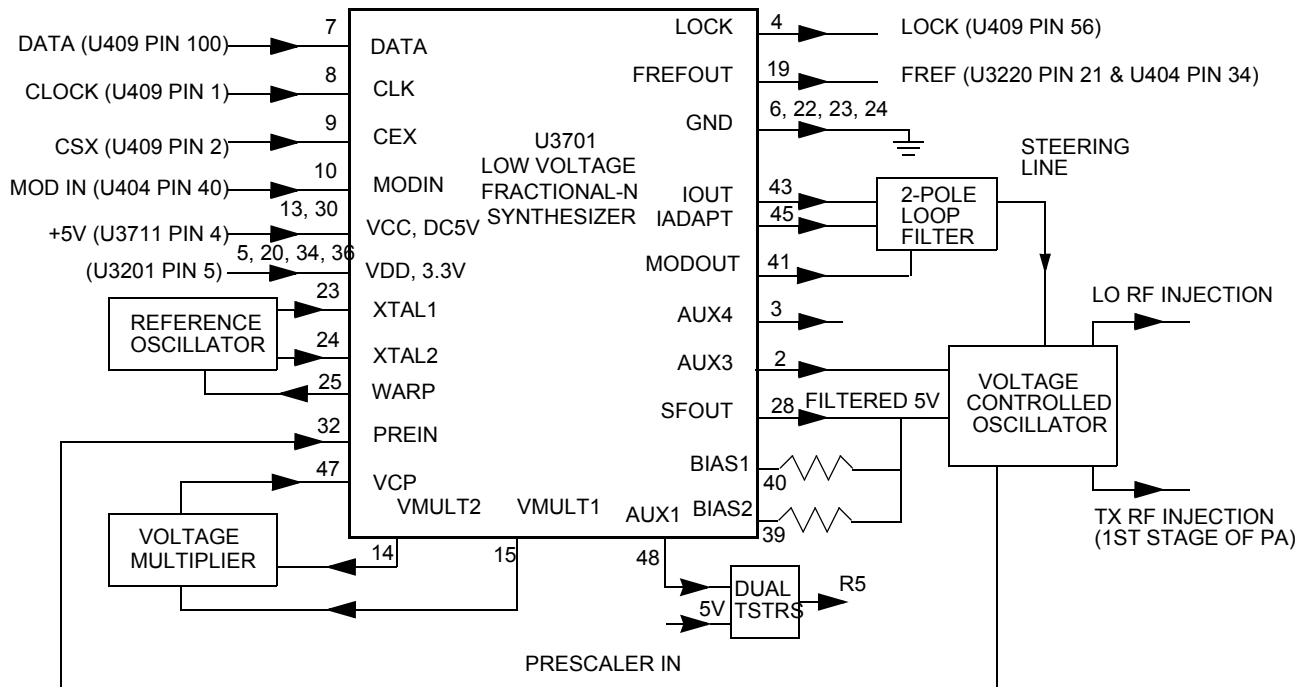 7
DATA (U409 PIN 100)
DATA
8
CLOCK (U409 PIN 1)
CLK
9
CSX (U409 PIN 2)
CEX
10
MOD IN (U404 PIN 40)
MODIN
13, 30
+5V (U3711 PIN 4)
VCC, DC5V
5, 20, 34, 36
(U3201 PIN 5)
VDD, 3.3V
23
XTAL1
REFERENCE
OSCILLATOR
24
XTAL2
25
WARP
32
PREIN
47
VCP
VOLTAGE
MULTIPLIER
VMULT2
14
VMULT1
15
AUX1
48
U3701
LOW VOLTAGE
FRACTIONAL-N
SYNTHESIZER
LOCK
4
LOCK (U409 PIN 56)
FREFOUT
19
FREF (U3220 PIN 21 & U404 PIN 34)
GND
6, 22, 23, 24
IOUT
43
IADAPT
45
2-POLE
LOOP
FILTER
STEERING
LINE
MODOUT
41
AUX4
3
AUX3
2
SFOUT
28
FILTERED 5V
BIAS1
40
BIAS2
39
VOLTAGE
CONTROLLED
OSCILLATOR
LO RF INJECTION
TX RF INJECTION
(1ST STAGE OF PA)
5V
DUAL
TSTRS
R5
PRESCALER IN